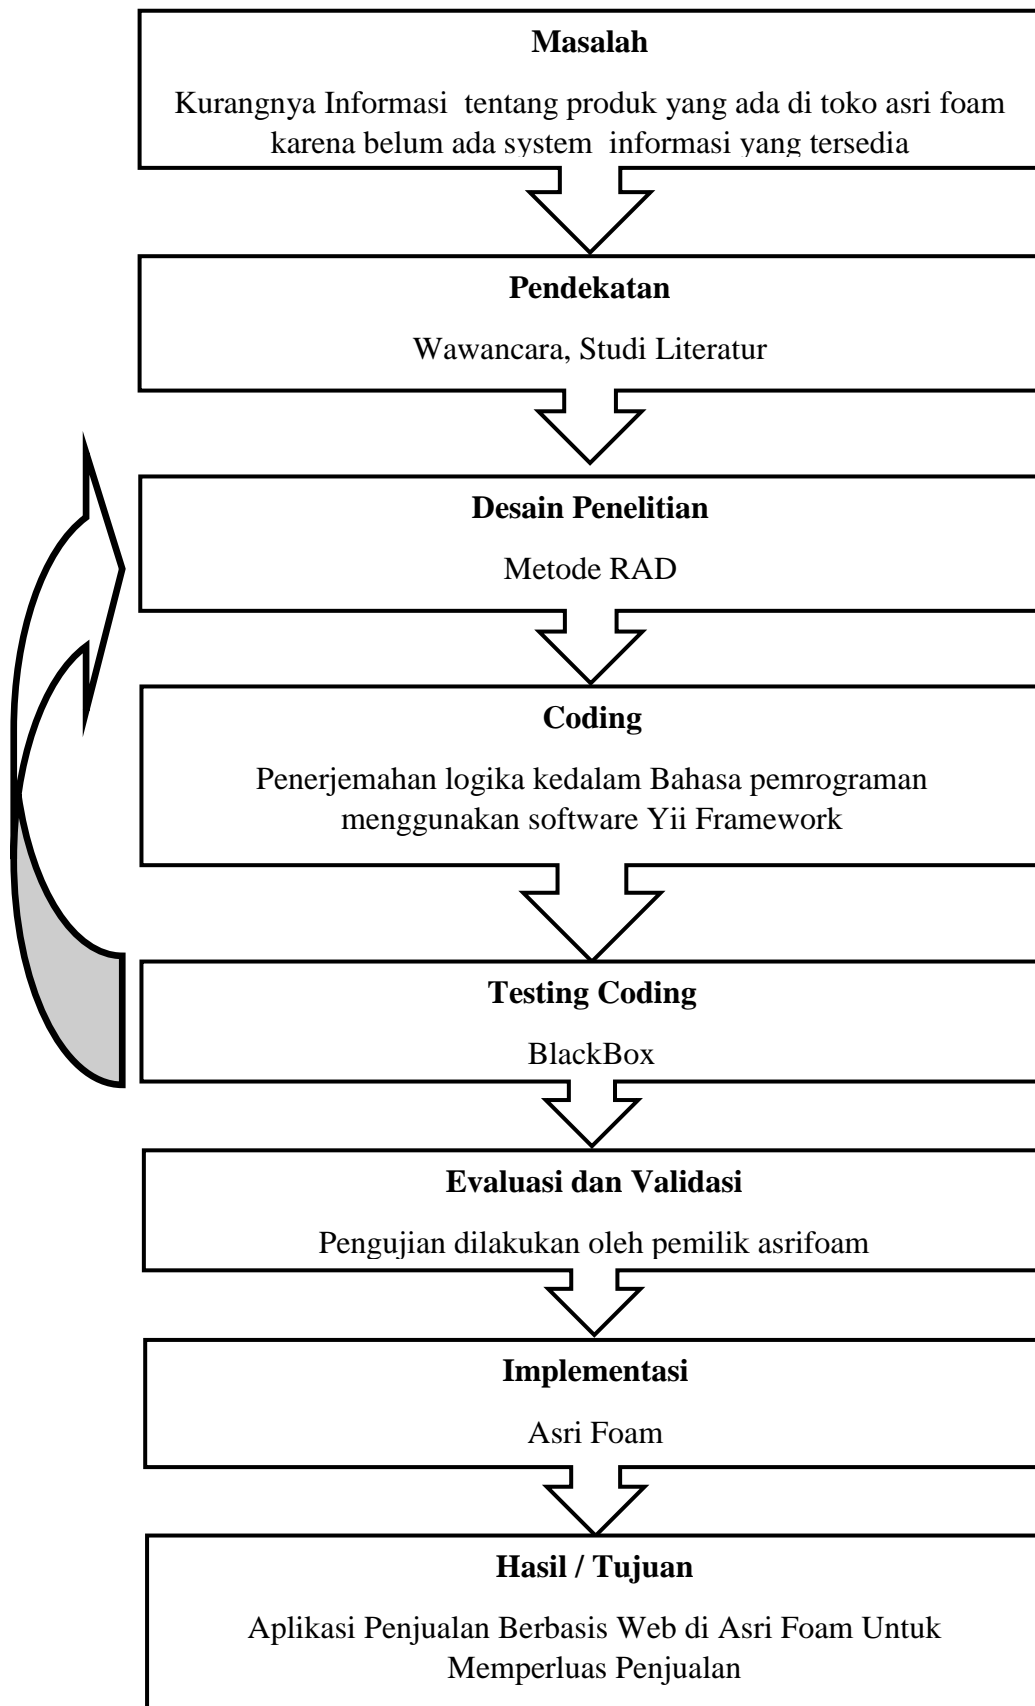 Masalah
Kurangnya Informasi tentang produk yang ada di toko asri foam
karena belum ada system informasi yang tersedia
Pendekatan
Wawancara, Studi Literatur
Desain Penelitian
Metode RAD
Coding
Penerjemahan logika kedalam Bahasa pemrograman
menggunakan software Yii Framework
Testing Coding
BlackBox
Evaluasi dan Validasi
Pengujian dilakukan oleh pemilik asrifoam
Implementasi
Asri Foam
Hasil / Tujuan
Aplikasi Penjualan Berbasis Web di Asri Foam Untuk
Memperluas Penjualan